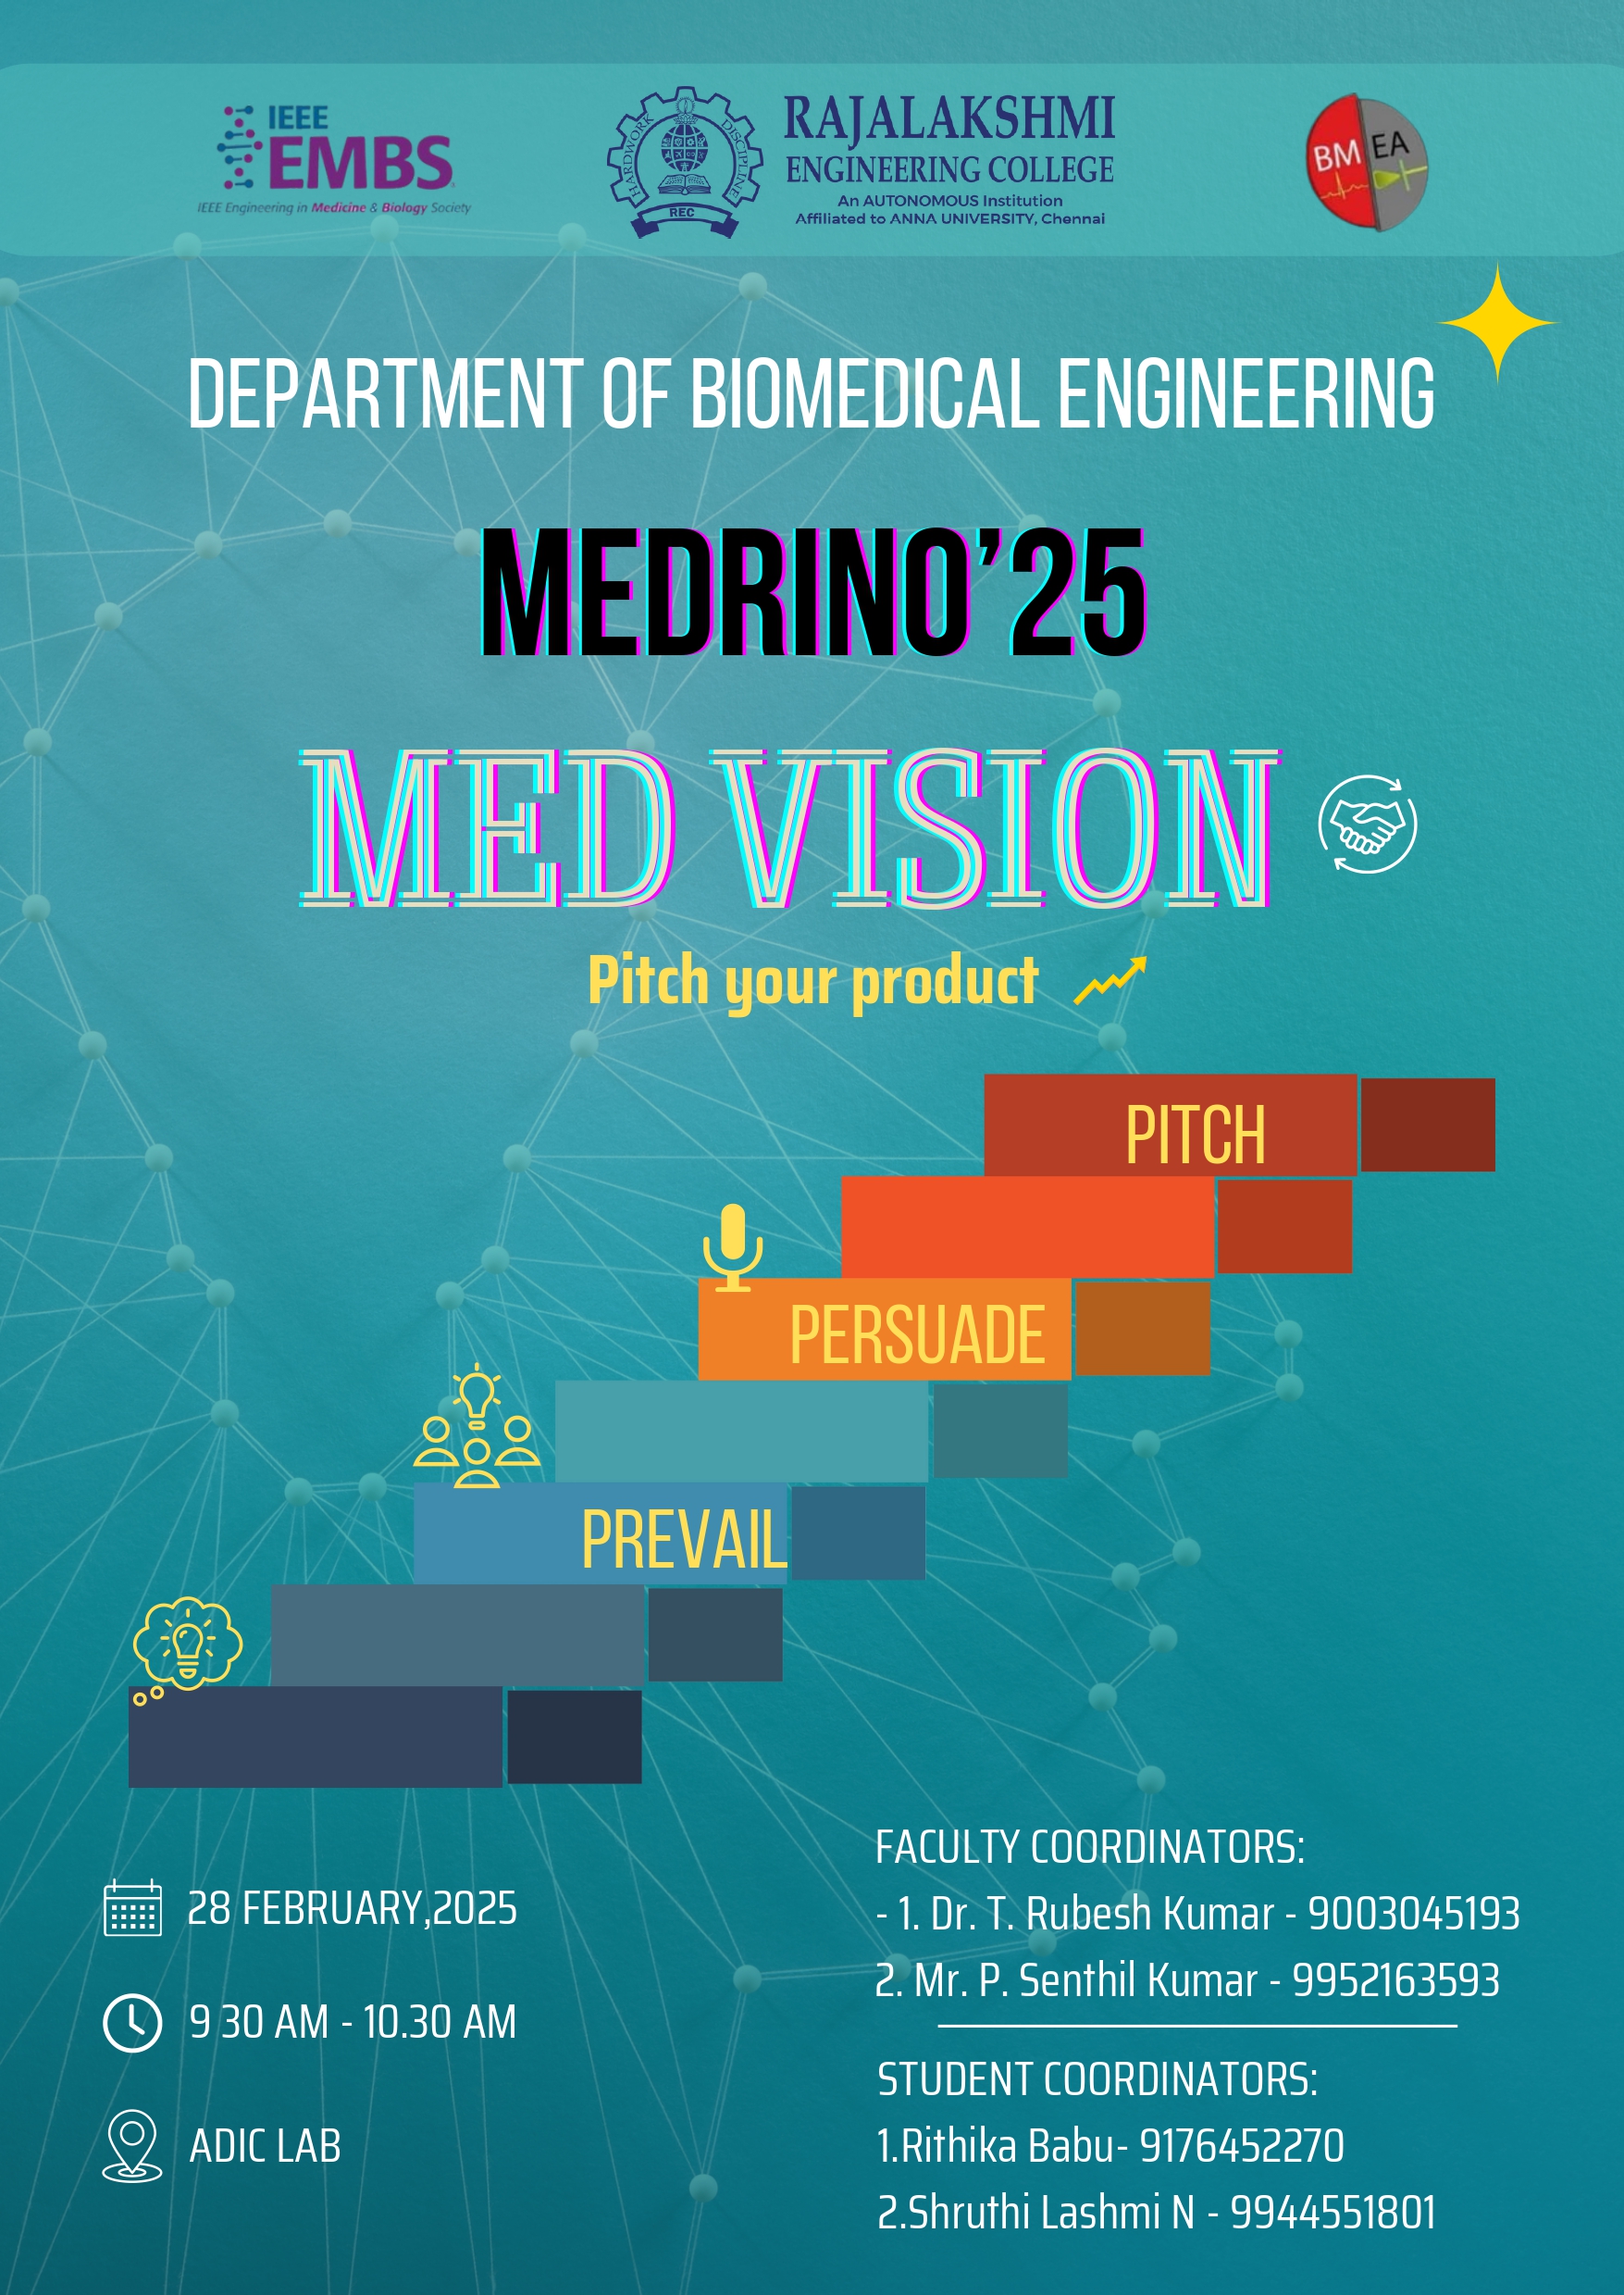 IEEE
EMBS
IEEE Engineering in Medicine & Biology Society
HARDWORK
DISCIPLINE
REC
RAJALAKSHMI
ENGINEERING COLLEGE
An AUTONOMOUS Institution
Affiliated to ANNA UNIVERSITY, Chennai
BM EA
DEPARTMENT OF BIOMEDICAL ENGINEERING
MEDRINO’25
MED VISION
Pitch your product
PITCH
PERSUADE
PREVAIL
28 FEBRUARY,2025
9 30 AM - 10.30 AM
ADIC LAB
FACULTY COORDINATORS:
- 1. Dr. T. Rubesh Kumar - 9003045193
2. Mr. P. Senthil Kumar - 9952163593
STUDENT COORDINATORS:
1.Rithika Babu- 9176452270
2.Shruthi Lashmi N - 9944551801